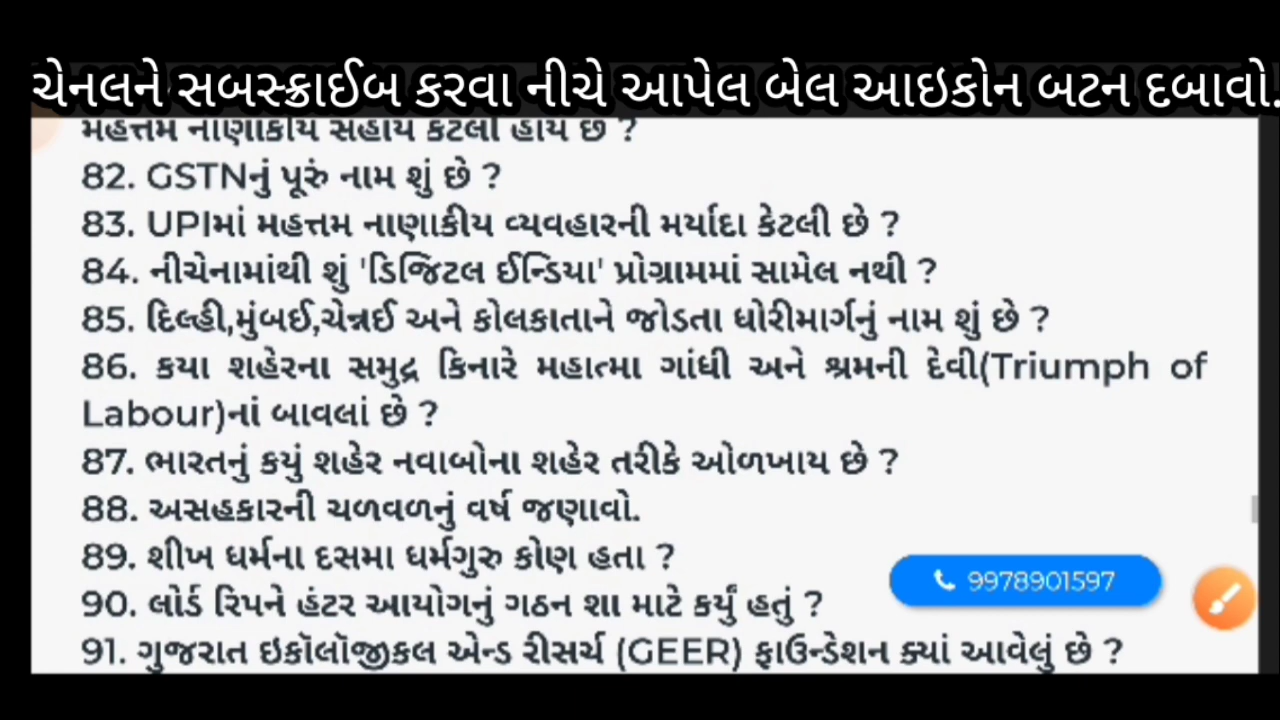 ચેનલને સબસ્ક્રાઈબ કરવા નીચે આપેલ બેલ આઇકોન બટન દબાવો.
મહત્તમ નાણાકીય સહાય કેટલી હોય છે ?
82. GSTNનું પૂરું નામ શું છે ?
83. UPIમાં મહત્તમ નાણાકીય વ્યવહારની મર્યાદા કેટલી છે ?
84. નીચેનામાંથી શું 'ડિજિટલ ઈન્ડિયા' પ્રોગ્રામમાં સામેલ નથી ?
85. દિલ્હી,મુંબઈ,ચેન્નઈ અને કોલકાતાને જોડતા ધોરીમાર્ગનું નામ શું છે ?
86. કયા શહેરના સમુદ્ર કિનારે મહાત્મા ગાંધી અને શ્રમની દેવી(Triumph of
Labour)નાં બાવલાં છે ?
87. ભારતનું કયું શહેર નવાબોના શહેર તરીકે ઓળખાય છે ?
88. અસહકારની ચળવળનું વર્ષ જણાવો.
89. શીખ ધર્મના દસમા ધર્મગુરુ કોણ હતા ?
9978901597
90. લોર્ડ રિપને હંટર આયોગનું ગઠન શા માટે કર્યું હતું ?
91. ગુજરાત ઇકૉલૉજીકલ એન્ડ રીસર્ચ (GEER) ફાઉન્ડેશન ક્યાં આવેલું છે ?